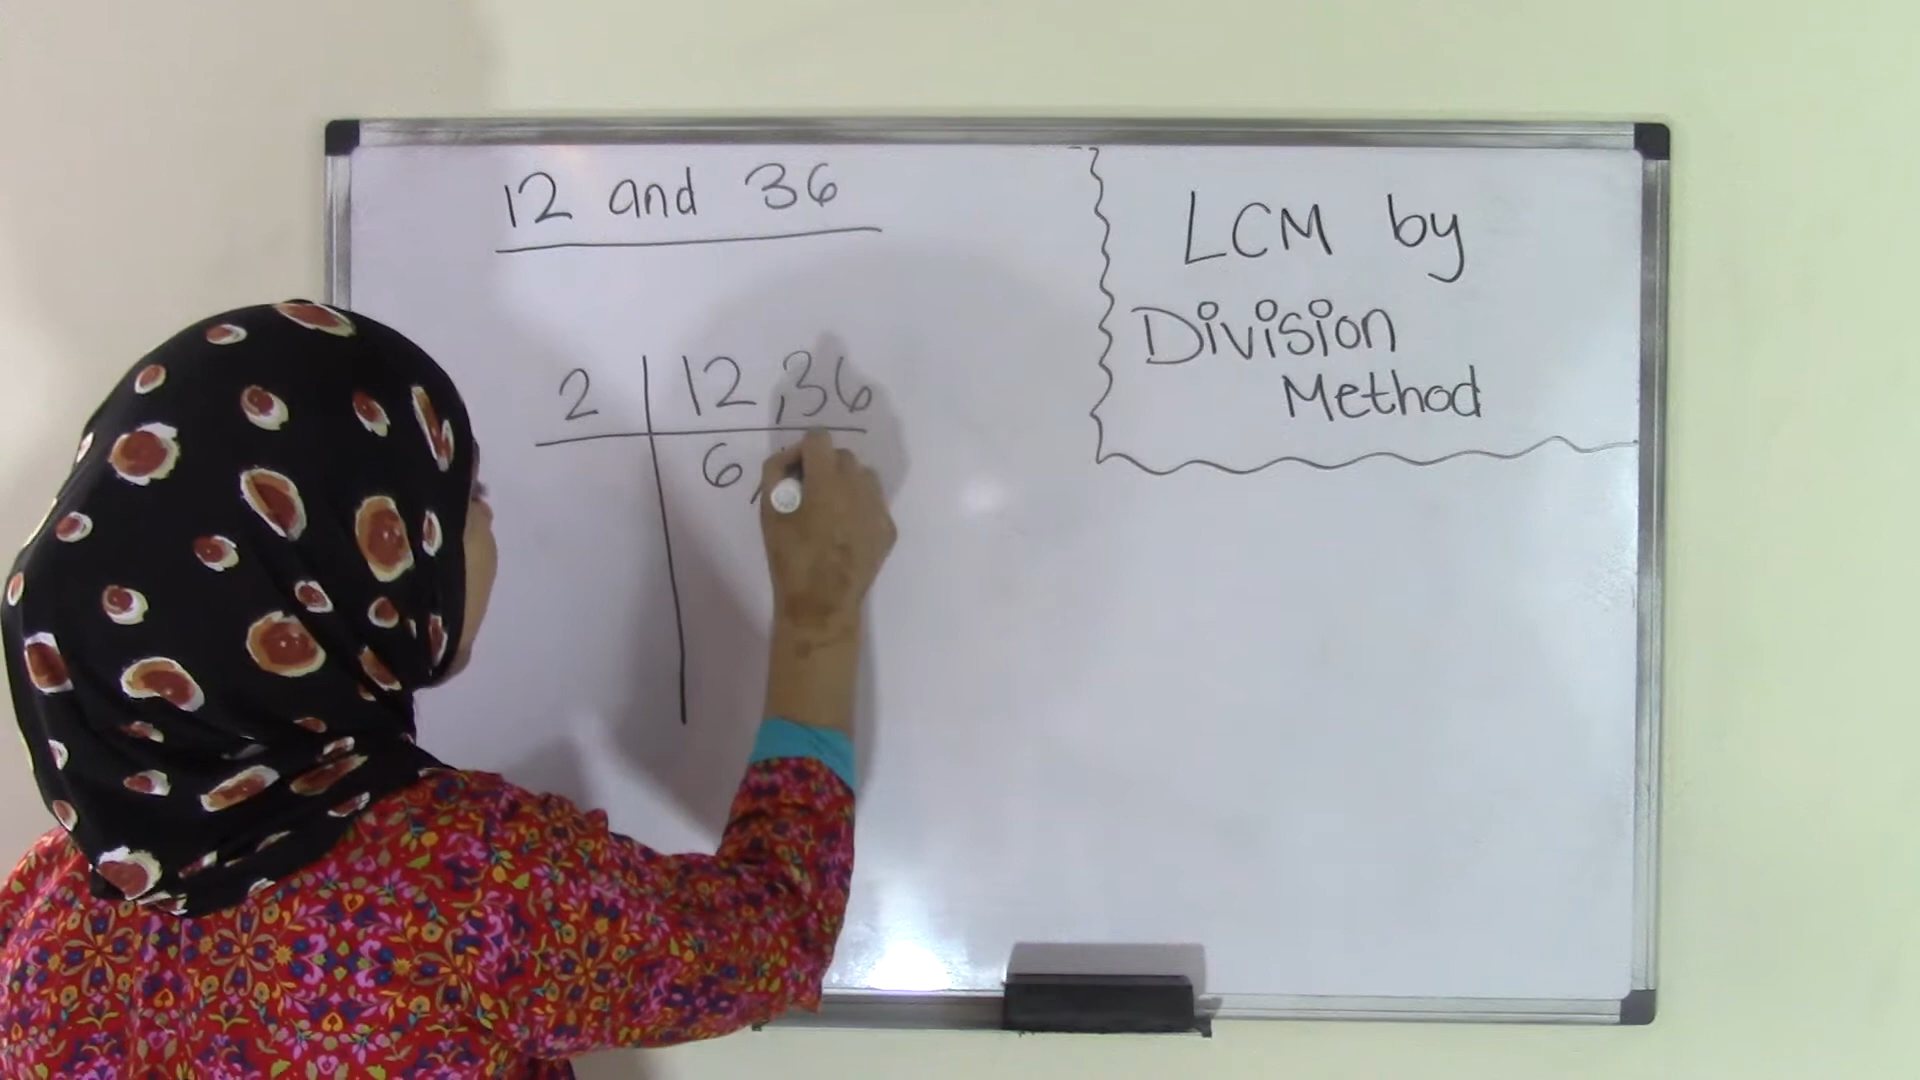 12 and 36
LCM by
Division
Method
2 | 12,36
6,